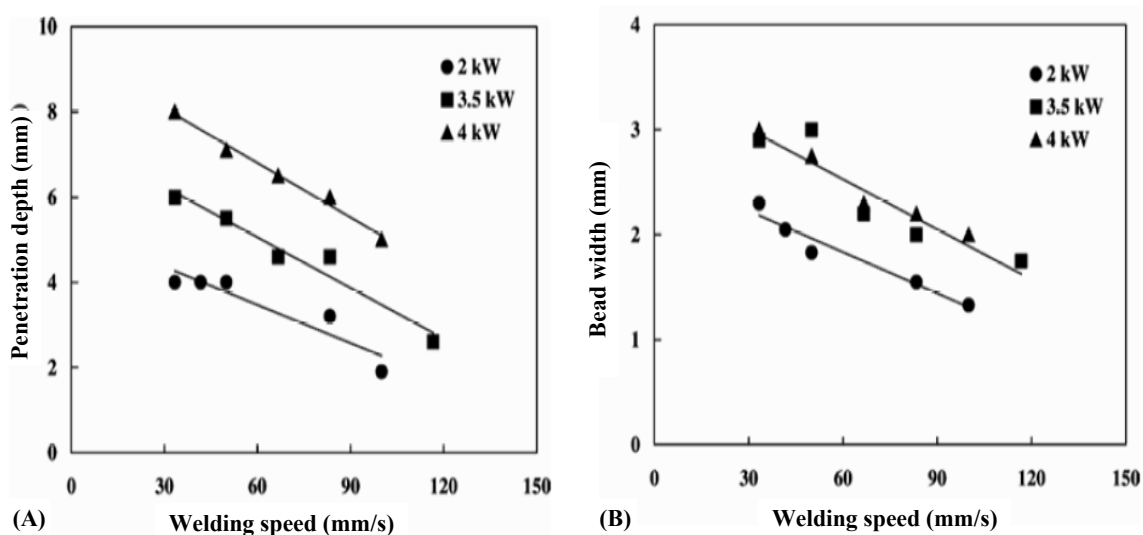 10
8
6
4
2
0
Penetration depth (mm))
2 kW
3.5 kW
4 kW
0 30 60 90 120 150
(A) Welding speed (mm/s)
4
3
2
1
0
Bead width (mm)
2 kW
3.5 kW
4 kW
0 30 60 90 120 150
(B) Welding speed (mm/s)